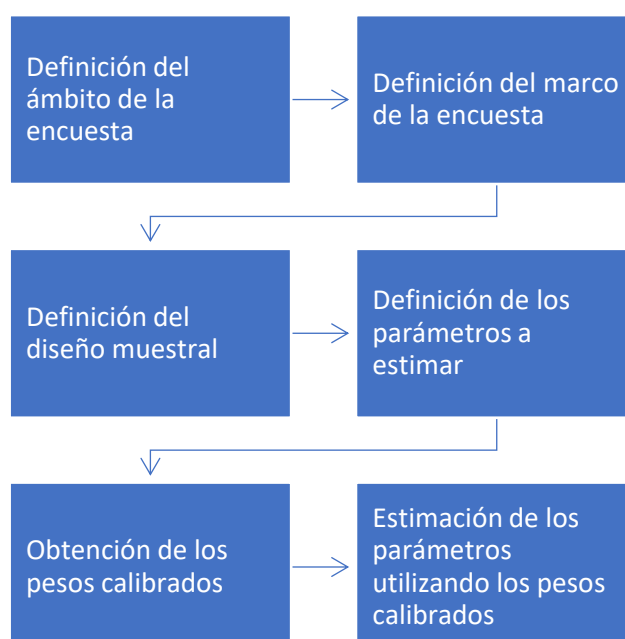 Definición del
ámbito de la
encuesta
Definición del marco
de la encuesta
Definición del
diseño muestral
Definición de los
parámetros a
estimar
Obtención de los
pesos calibrados
Estimación de los
parámetros
utilizando los pesos
calibrados